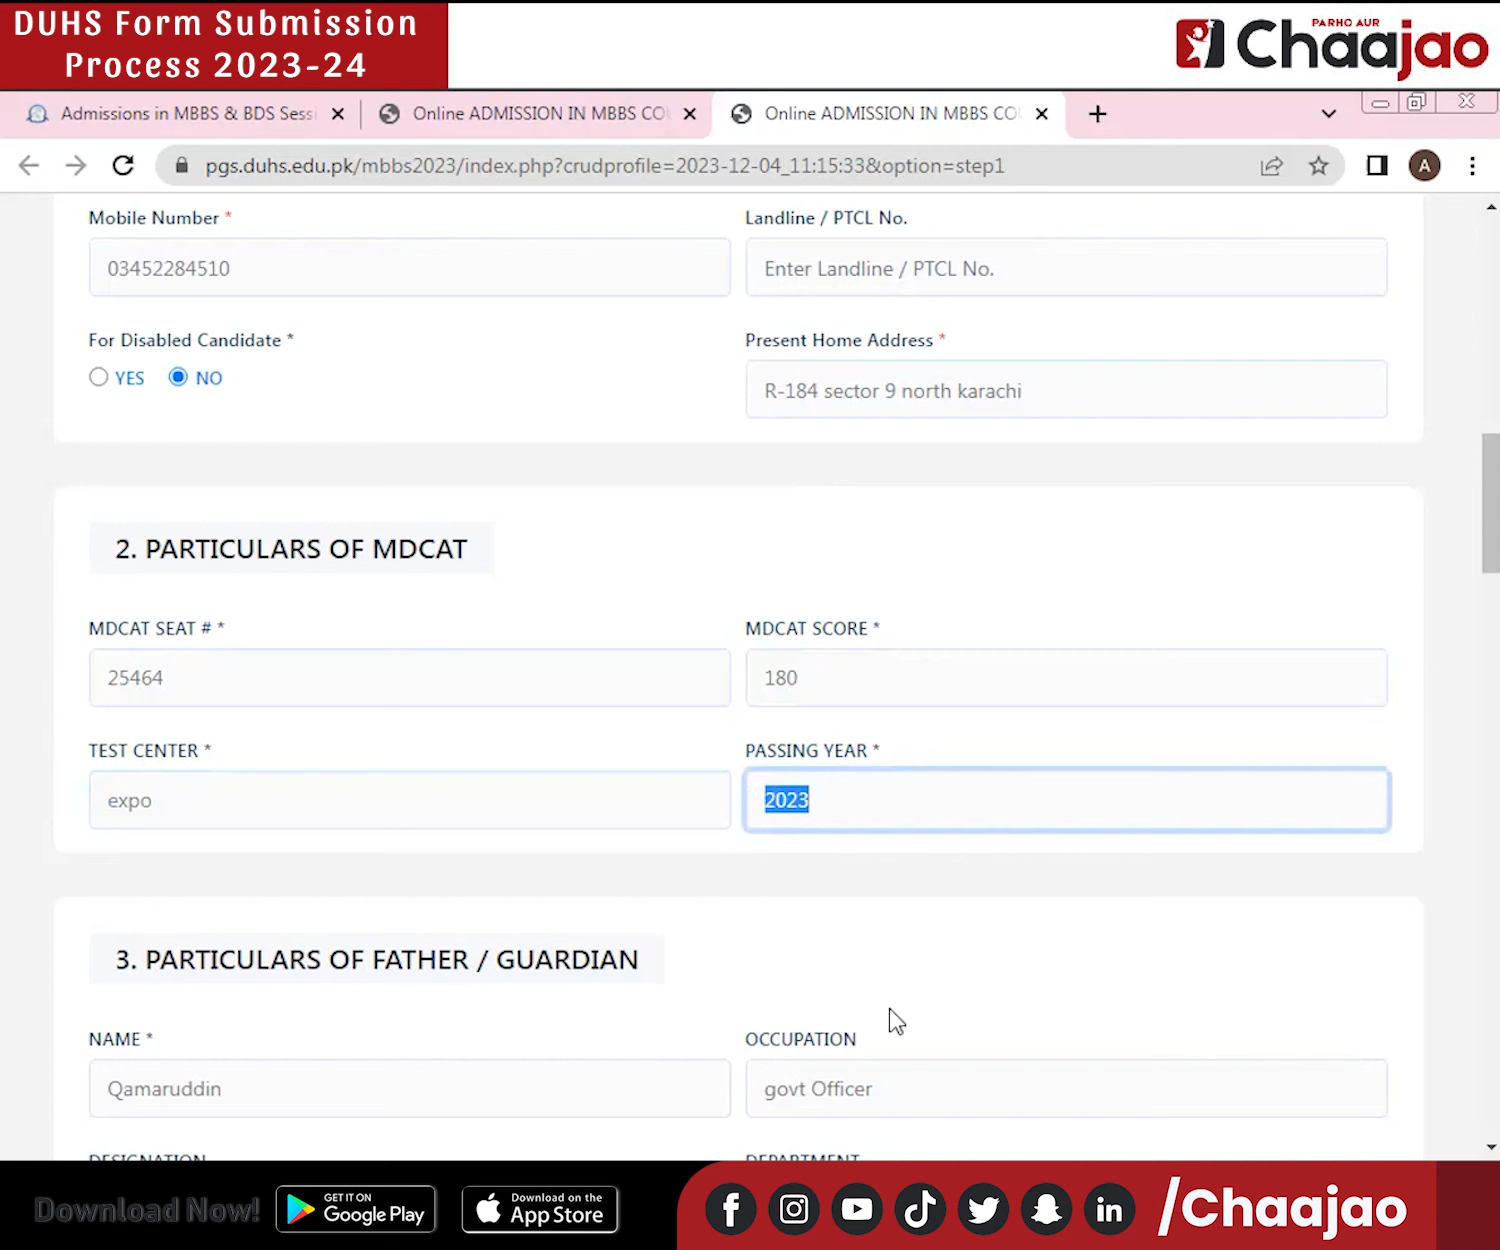 DUHS Form Submission
Process 2023-24
PARHO AUR
Chaajao
Admissions in MBBS & BDS Sessi
Online ADMISSION IN MBBS CO
Online ADMISSION IN MBBS CO
pgs.duhs.edu.pk/mbbs2023/index.php?crudprofile=2023-12-04_11:15:33&option=step1
A
Mobile Number *
Landline / PTCL No.
03452284510
Enter Landline / PTCL No.
For Disabled Candidate *
Present Home Address *
YES
NO
R-184 sector 9 north karachi
2. PARTICULARS OF MDCAT
MDCAT SEAT # *
MDCAT SCORE *
25464
180
TEST CENTER *
PASSING YEAR *
expo
2023
3. PARTICULARS OF FATHER / GUARDIAN
NAME *
OCCUPATION
Qamaruddin
govt Officer
DESIGNATION
DEPARTMENT
Download Now!
GET IT ON
Google Play
Download on the
App Store
/Chaajao